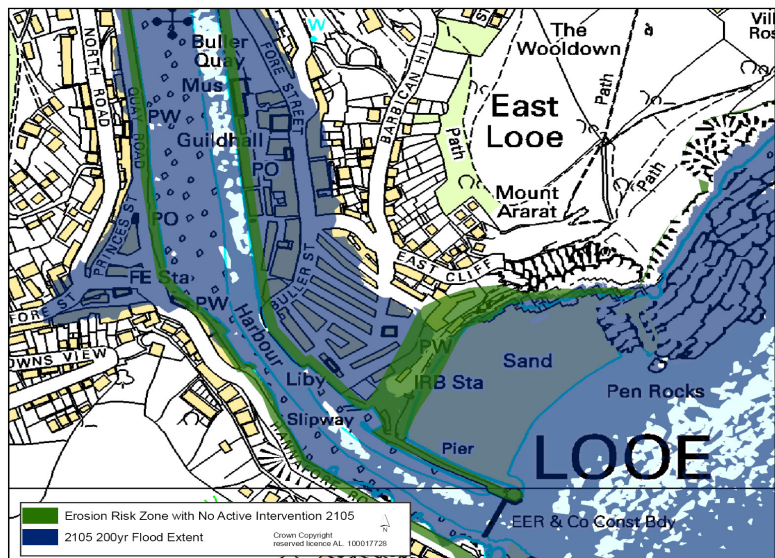 W
Buller
Quay
NORTH
ROAD
FORE STREET
BARBICAN HILL
The
Wooldown
East
Looe
Path
Path
Path
Mus
PW
QUAY ROAD
Guildhall
PO
PO
Mount
Ararat
EAST CLIFF
PRINCES ST
FE Sta
BULLER ST
PW
FORE ST
Harbour
PW
Sand
IRB Sta
Liby
Slipway
Pen Rocks
Pier
LOOE
EER & Co Const Bdy
Erosion Risk Zone with No Active Intervention 2105
2105 200yr Flood Extent
Crown Copyright
reserved licence AL. 100017728
N